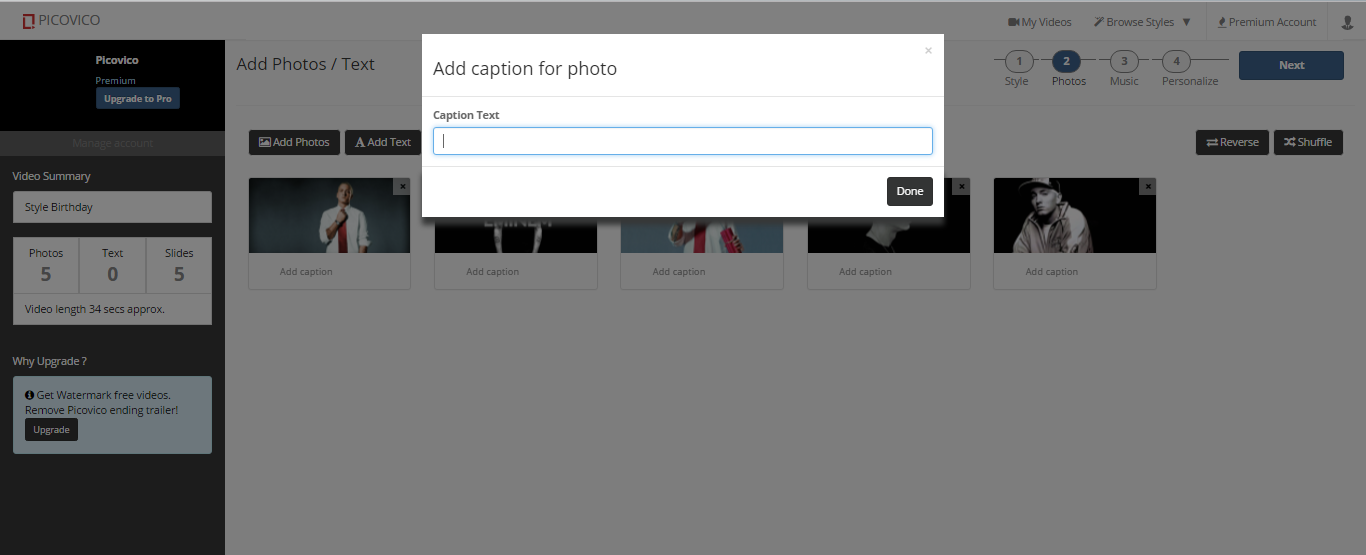 PICOVICO
My Videos
Browse Styles
Premium Account
Picovico
Premium
Upgrade to Pro
Manage account
Video Summary
Style Birthday
Photos
5
Text
0
Slides
5
Video length 34 secs approx.
Why Upgrade ?
Get Watermark free videos.
Remove Picovico ending trailer!
Upgrade
Add Photos / Text
1
Style
2
Photos
3
Music
4
Personalize
Next
Add Photos
Add Text
Reverse
Shuffle
×
Add caption for photo
Caption Text
Done
EMINEM
Add caption
Add caption
Add caption
Add caption
Add caption